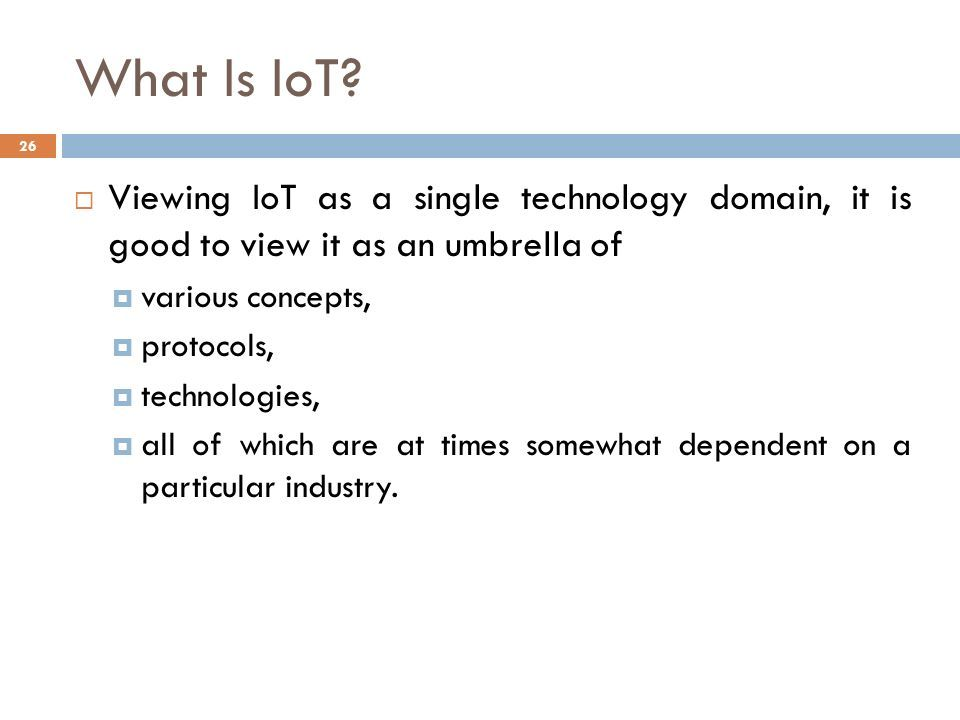 What Is IoT?
26
Viewing IoT as a single technology domain, it is
good to view it as an umbrella of
various concepts,
protocols,
technologies,
all of which are at times somewhat dependent on a
particular industry.